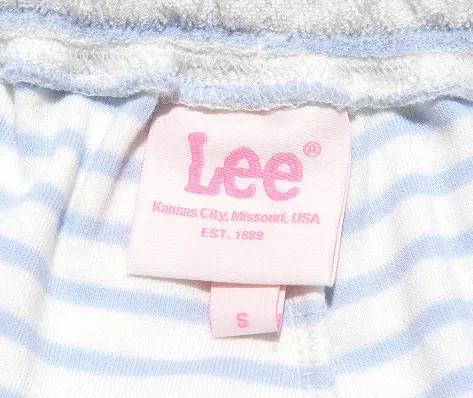 Lee®
Kansas City, Missouri, USA
EST. 1889
S